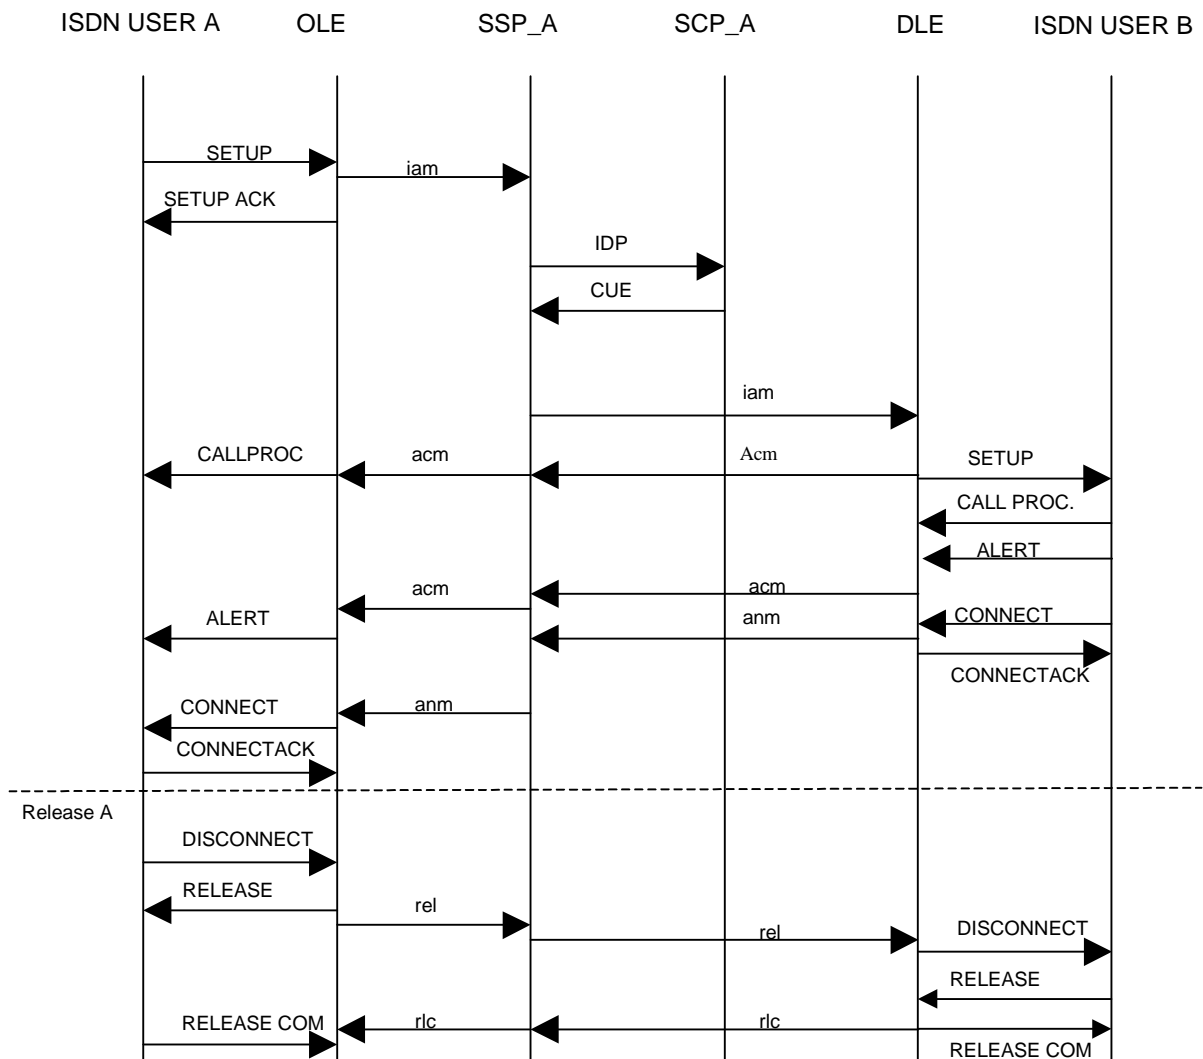 ISDN USER A OLE SSP_A SCP_A DLE ISDN USER B
SETUP
iam
SETUP ACK
IDP
CUE
iam
CALLPROC acm Acm SETUP
CALL PROC.
ALERT
acm acm
ALERT anm CONNECT
CONNECTACK
CONNECT anm
CONNECTACK
Release A
DISCONNECT
RELEASE rel
rel DISCONNECT
RELEASE
RELEASE COM rlc rlc
RELEASE COM